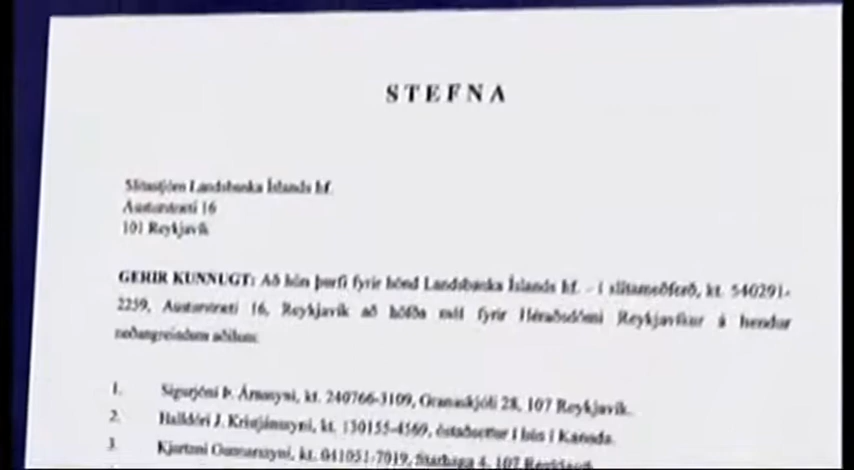 STEFNA
Slitastjórn Landsbanka Íslands hf.
Austurstræti 16
101 Reykjavík
GERIR KUNNUGT: Að hún þurfi fyrir hönd Landsbanka Íslands hf. - í slitameðferð, kt. 540291-
2259, Austurstræti 16, Reykjavík að höfða mál fyrir Héraðsdómi Reykjavíkur á hendur
neðangreindum aðilum:
1. Sigurjóni Þ. Árnasyni, kt. 240766-3109, Granaskjóli 28, 107 Reykjavík.
2. Halldóri J. Kristjánssyni, kt. 130155-4569, óstaðsettur í hús í Kanada.
3. Kjartani Gunnarssyni, kt. 041051-7019, Starhaga 4, 107 Reykjavík